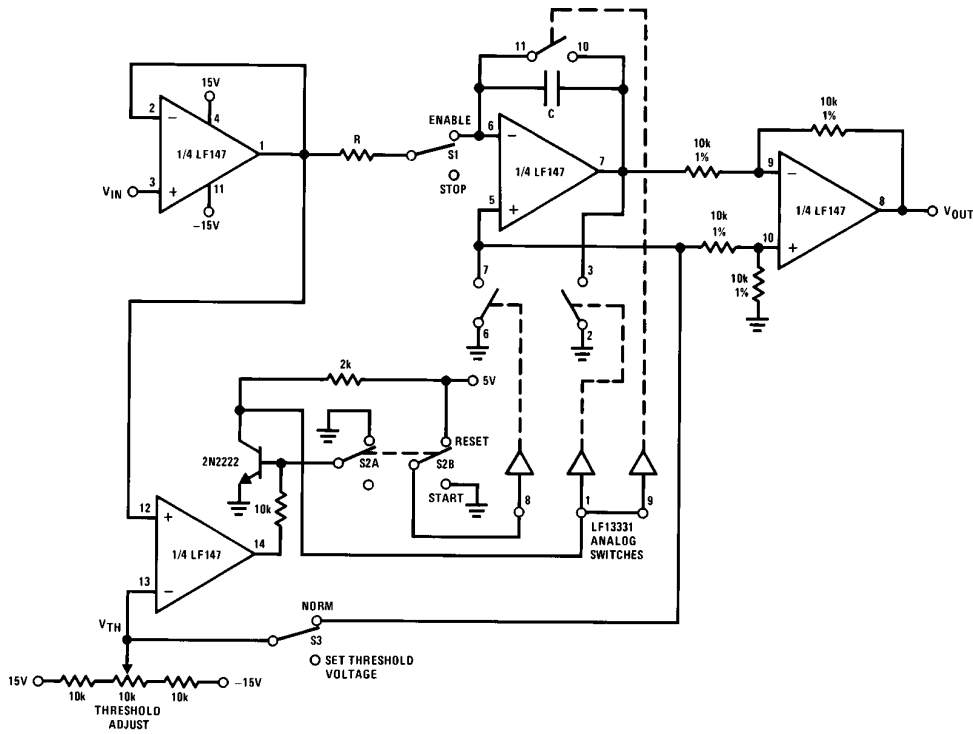 11
10
15V
2
4
1
1/4 LF147
VIN
3
11
-15V
R
ENABLE
S1
STOP
C
6
7
1/4 LF147
5
10k
1%
10k
1%
9
8
1/4 LF147
VOUT
10k
1%
10
10k
1%
7
6
3
2
2k
5V
RESET
S2A
S2B
START
2N2222
10k
8
1
9
LF13331
ANALOG
SWITCHES
12
14
1/4 LF147
13
VTH
NORM
S3
SET THRESHOLD
VOLTAGE
15V
10k
10k
10k
-15V
THRESHOLD
ADJUST